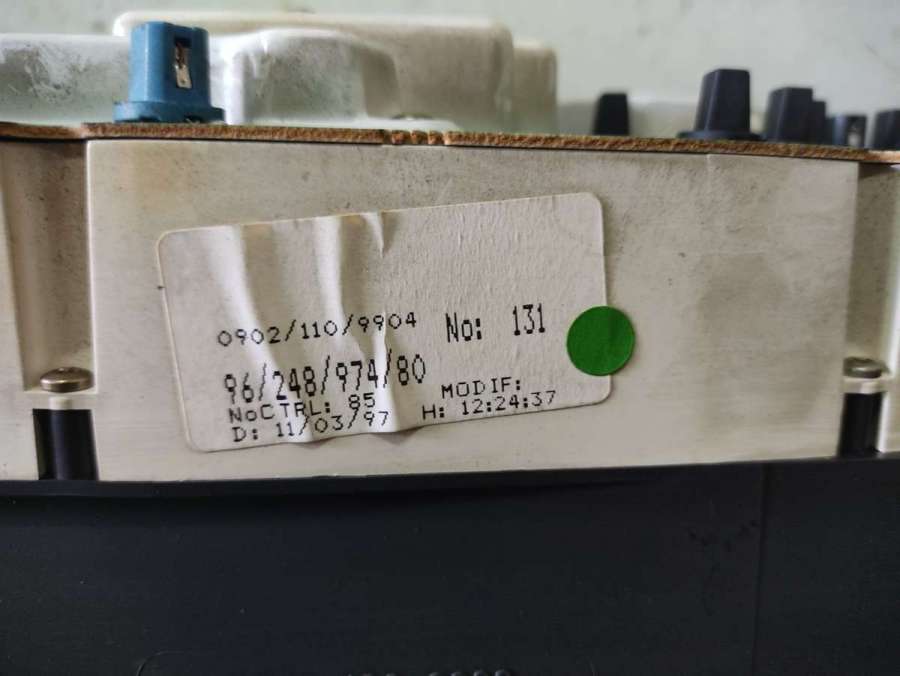 0902/110/9904 No: 131
96/248/974/80
MODIF:
NoCTRL: 85
D: 11/03/97 H: 12:24:37